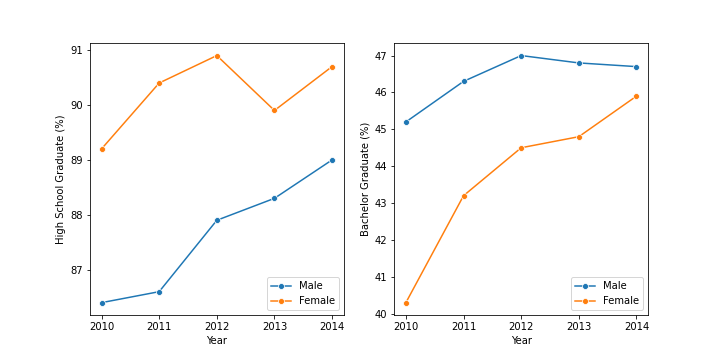 High School Graduate (%)
91
90
89
88
87
2010 2011 2012 2013 2014
Year
Male
Female
Bachelor Graduate (%)
47
46
45
44
43
42
41
40
2010 2011 2012 2013 2014
Year
Male
Female